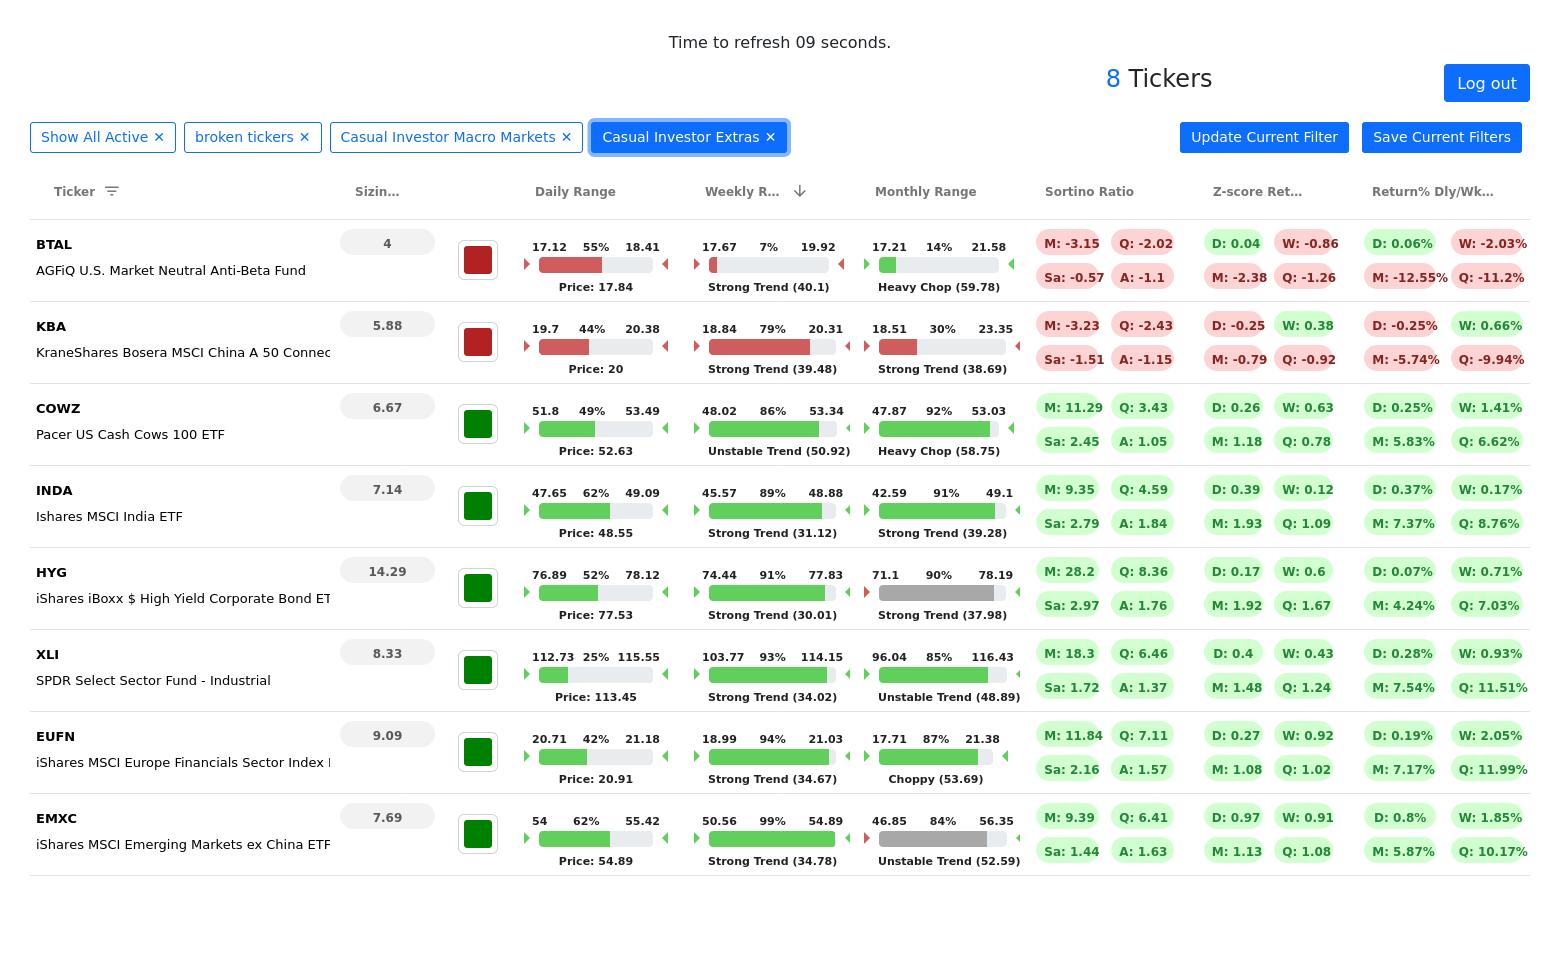 Time to refresh 09 seconds.
8 Tickers
Log out
Show All Active ✕ broken tickers ✕ Casual Investor Macro Markets ✕ Casual Investor Extras ✕ Update Current Filter Save Current Filters
Ticker Sizin... Daily Range Weekly R... Monthly Range Sortino Ratio Z-score Ret... Return% Dly/Wk...
BTAL 4 17.12 55% 18.41 17.67 7% 19.92 17.21 14% 21.58 M: -3.15 Q: -2.02 D: 0.04 W: -0.86 D: 0.06% W: -2.03%
AGFiQ U.S. Market Neutral Anti-Beta Fund Sa: -0.57 A: -1.1 M: -2.38 Q: -1.26 M: -12.55% Q: -11.2%
Price: 17.84 Strong Trend (40.1) Heavy Chop (59.78)
KBA 5.88 19.7 44% 20.38 18.84 79% 20.31 18.51 30% 23.35 M: -3.23 Q: -2.43 D: -0.25 W: 0.38 D: -0.25% W: 0.66%
KraneShares Bosera MSCI China A 50 Connec Sa: -1.51 A: -1.15 M: -0.79 Q: -0.92 M: -5.74% Q: -9.94%
Price: 20 Strong Trend (39.48) Strong Trend (38.69)
COWZ 6.67 51.8 49% 53.49 48.02 86% 53.34 47.87 92% 53.03 M: 11.29 Q: 3.43 D: 0.26 W: 0.63 D: 0.25% W: 1.41%
Pacer US Cash Cows 100 ETF Sa: 2.45 A: 1.05 M: 1.18 Q: 0.78 M: 5.83% Q: 6.62%
Price: 52.63 Unstable Trend (50.92) Heavy Chop (58.75)
INDA 7.14 47.65 62% 49.09 45.57 89% 48.88 42.59 91% 49.1 M: 9.35 Q: 4.59 D: 0.39 W: 0.12 D: 0.37% W: 0.17%
Ishares MSCI India ETF Sa: 2.79 A: 1.84 M: 1.93 Q: 1.09 M: 7.37% Q: 8.76%
Price: 48.55 Strong Trend (31.12) Strong Trend (39.28)
HYG 14.29 76.89 52% 78.12 74.44 91% 77.83 71.1 90% 78.19 M: 28.2 Q: 8.36 D: 0.17 W: 0.6 D: 0.07% W: 0.71%
iShares iBoxx $ High Yield Corporate Bond ET Sa: 2.97 A: 1.76 M: 1.92 Q: 1.67 M: 4.24% Q: 7.03%
Price: 77.53 Strong Trend (30.01) Strong Trend (37.98)
XLI 8.33 112.73 25% 115.55 103.77 93% 114.15 96.04 85% 116.43 M: 18.3 Q: 6.46 D: 0.4 W: 0.43 D: 0.28% W: 0.93%
SPDR Select Sector Fund - Industrial Sa: 1.72 A: 1.37 M: 1.48 Q: 1.24 M: 7.54% Q: 11.51%
Price: 113.45 Strong Trend (34.02) Unstable Trend (48.89)
EUFN 9.09 20.71 42% 21.18 18.99 94% 21.03 17.71 87% 21.38 M: 11.84 Q: 7.11 D: 0.27 W: 0.92 D: 0.19% W: 2.05%
iShares MSCI Europe Financials Sector Index Sa: 2.16 A: 1.57 M: 1.08 Q: 1.02 M: 7.17% Q: 11.99%
Price: 20.91 Strong Trend (34.67) Choppy (53.69)
EMXC 7.69 54 62% 55.42 50.56 99% 54.89 46.85 84% 56.35 M: 9.39 Q: 6.41 D: 0.97 W: 0.91 D: 0.8% W: 1.85%
iShares MSCI Emerging Markets ex China ETF Sa: 1.44 A: 1.63 M: 1.13 Q: 1.08 M: 5.87% Q: 10.17%
Price: 54.89 Strong Trend (34.78) Unstable Trend (52.59)